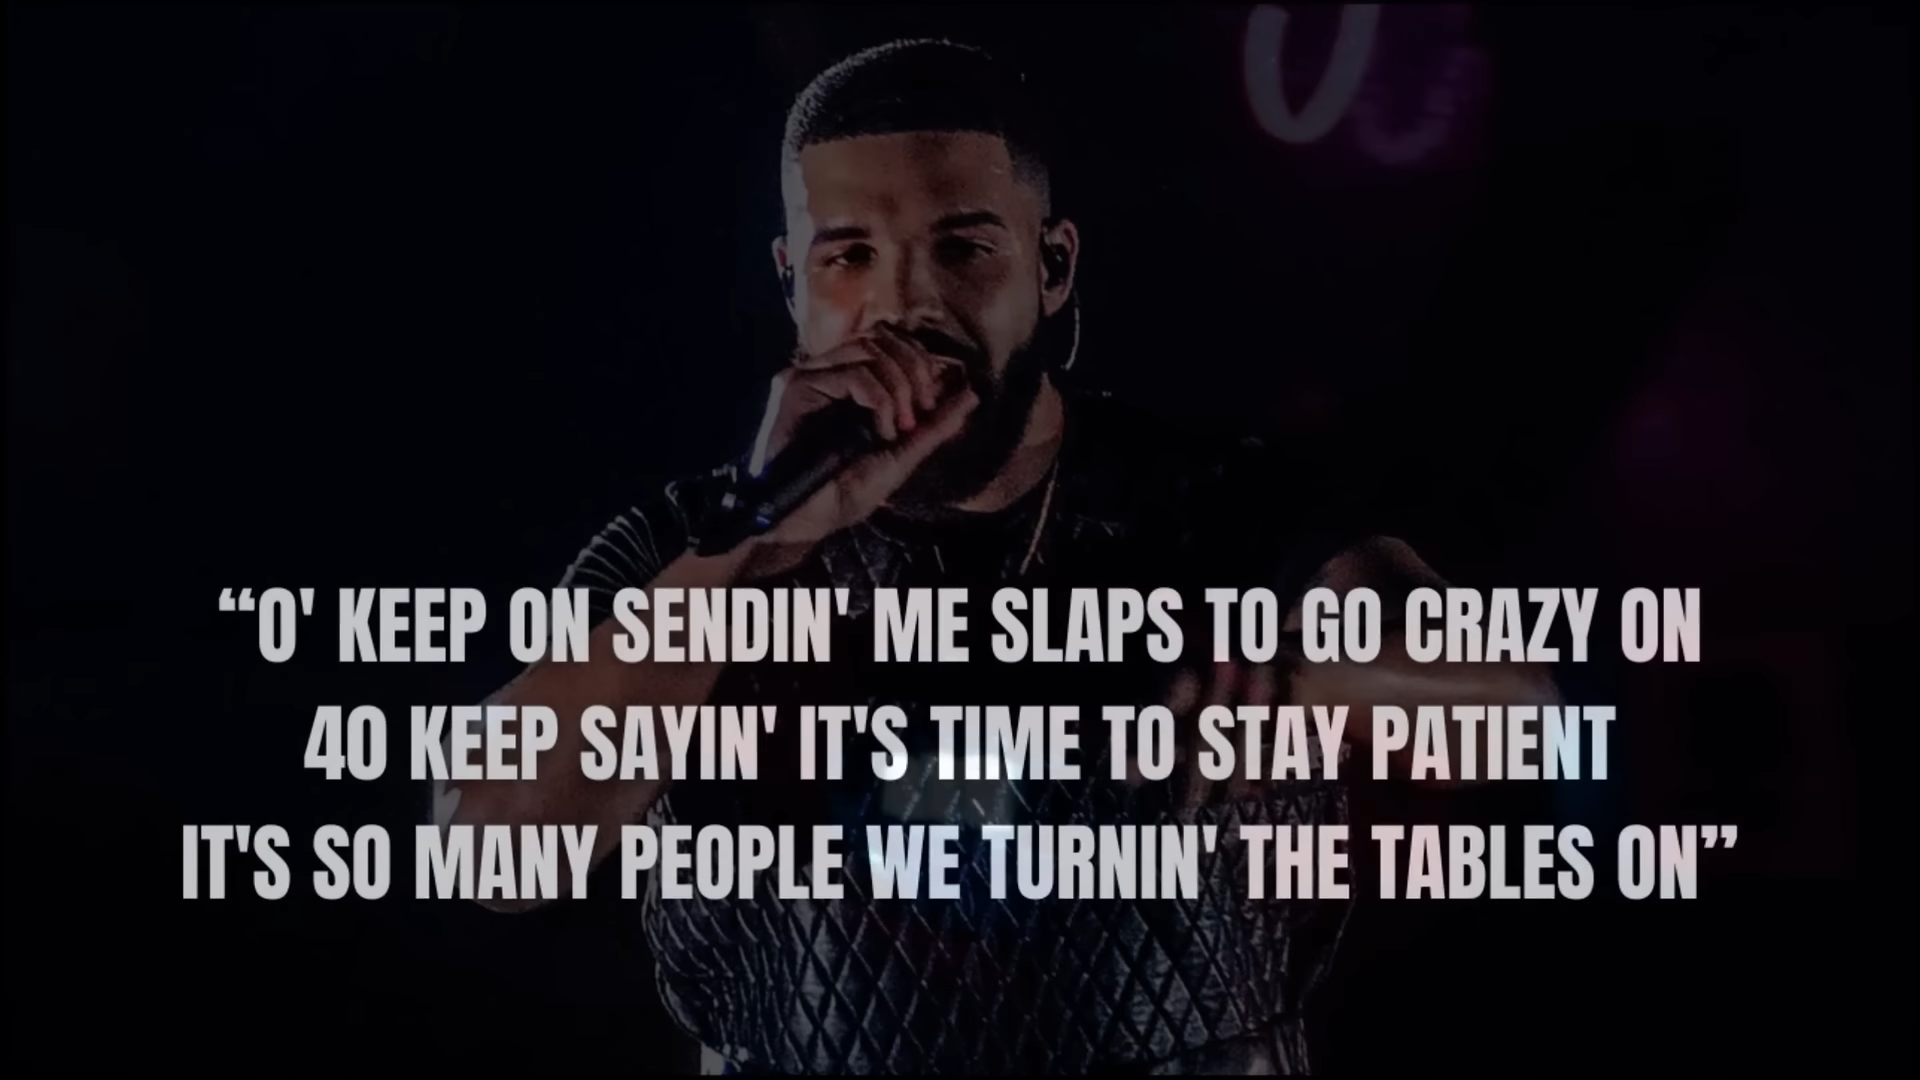 “O' KEEP ON SENDIN' ME SLAPS TO GO CRAZY ON
40 KEEP SAYIN' IT'S TIME TO STAY PATIENT
IT'S SO MANY PEOPLE WE TURNIN' THE TABLES ON”